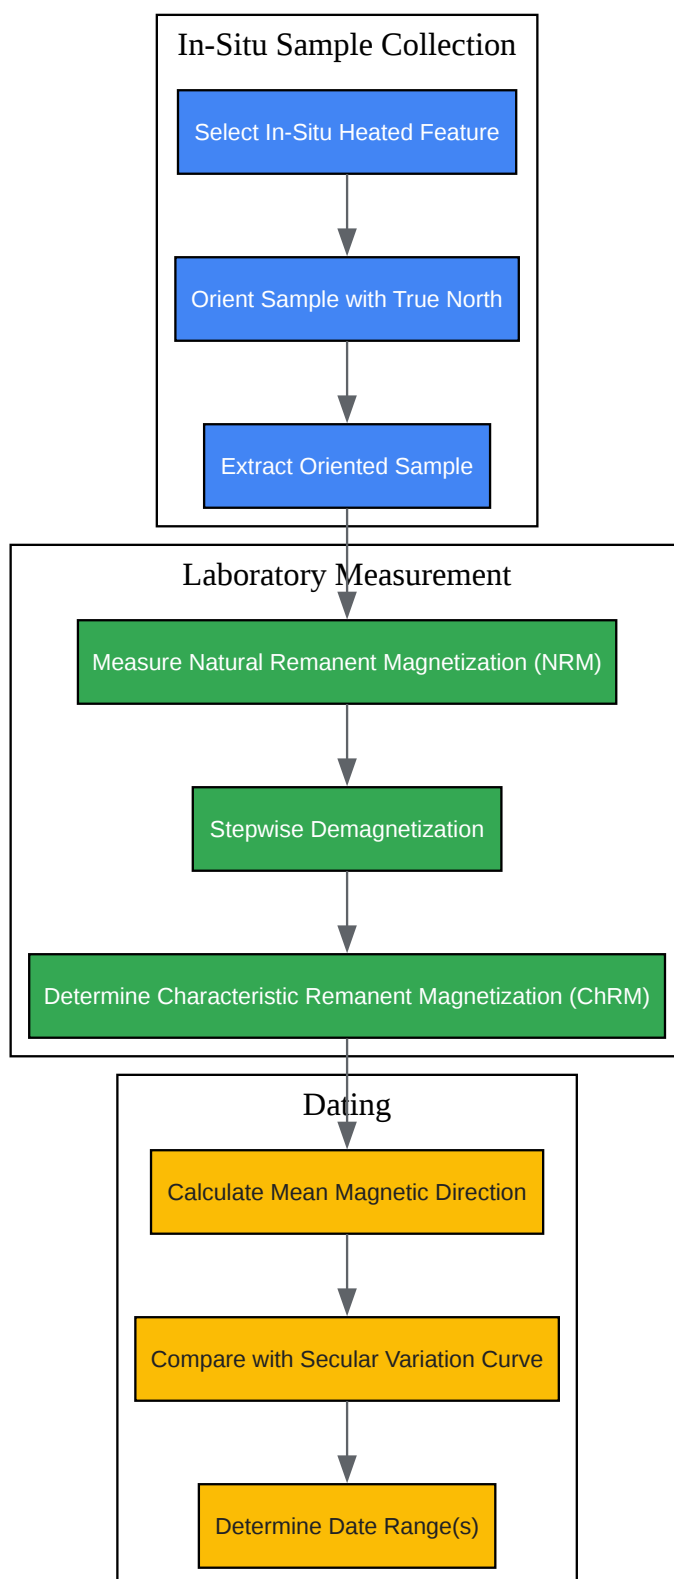 In-Situ Sample Collection
Select In-Situ Heated Feature
Orient Sample with True North
Extract Oriented Sample
Laboratory Measurement
Measure Natural Remanent Magnetization (NRM)
Stepwise Demagnetization
Determine Characteristic Remanent Magnetization (ChRM)
Dating
Calculate Mean Magnetic Direction
Compare with Secular Variation Curve
Determine Date Range(s)